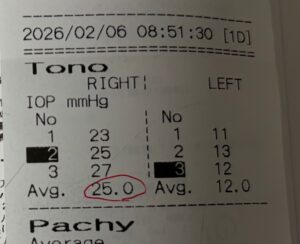 2026/02/06 08:51:30 [1D]
Tono
RIGHT LEFT
IOP mmHg
No No
1 23 1 11
2 25 2 13
3 27 3 12
Avg. 25.0 Avg. 12.0
Pachy
Average